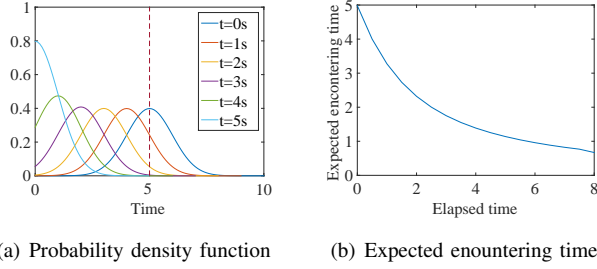 1
0.8
0.6
0.4
0.2
0
0
5
10
Time
t=0s
t=1s
t=2s
t=3s
t=4s
t=5s
(a) Probability density function
Expected encontering time
5
4
3
2
1
0
0
2
4
6
8
Elapsed time
(b) Expected enountering time